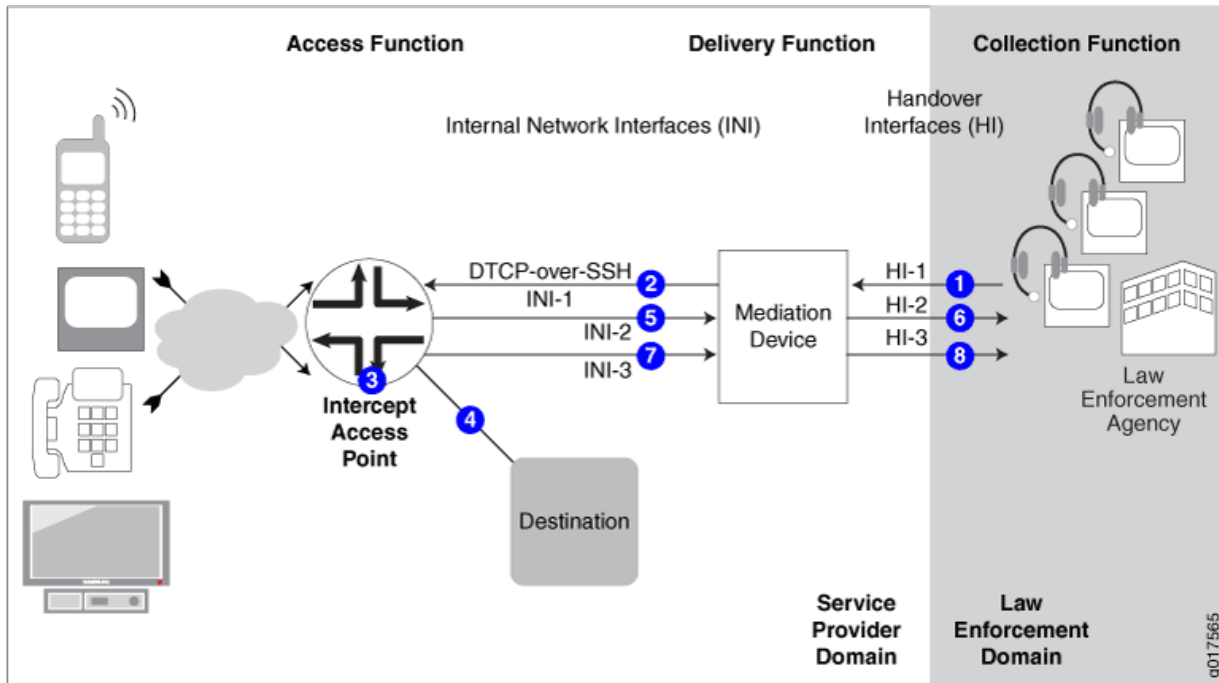 Access Function
Delivery Function
Collection Function
Internal Network Interfaces (INI)
Handover
Interfaces (HI)
DTCP-over-SSH
2
INI-1
5
INI-2
7
INI-3
Mediation
Device
HI-1
1
HI-2
6
HI-3
8
3
Intercept
Access
Point
4
Destination
Law
Enforcement
Agency
Service
Provider
Domain
Law
Enforcement
Domain
g017565